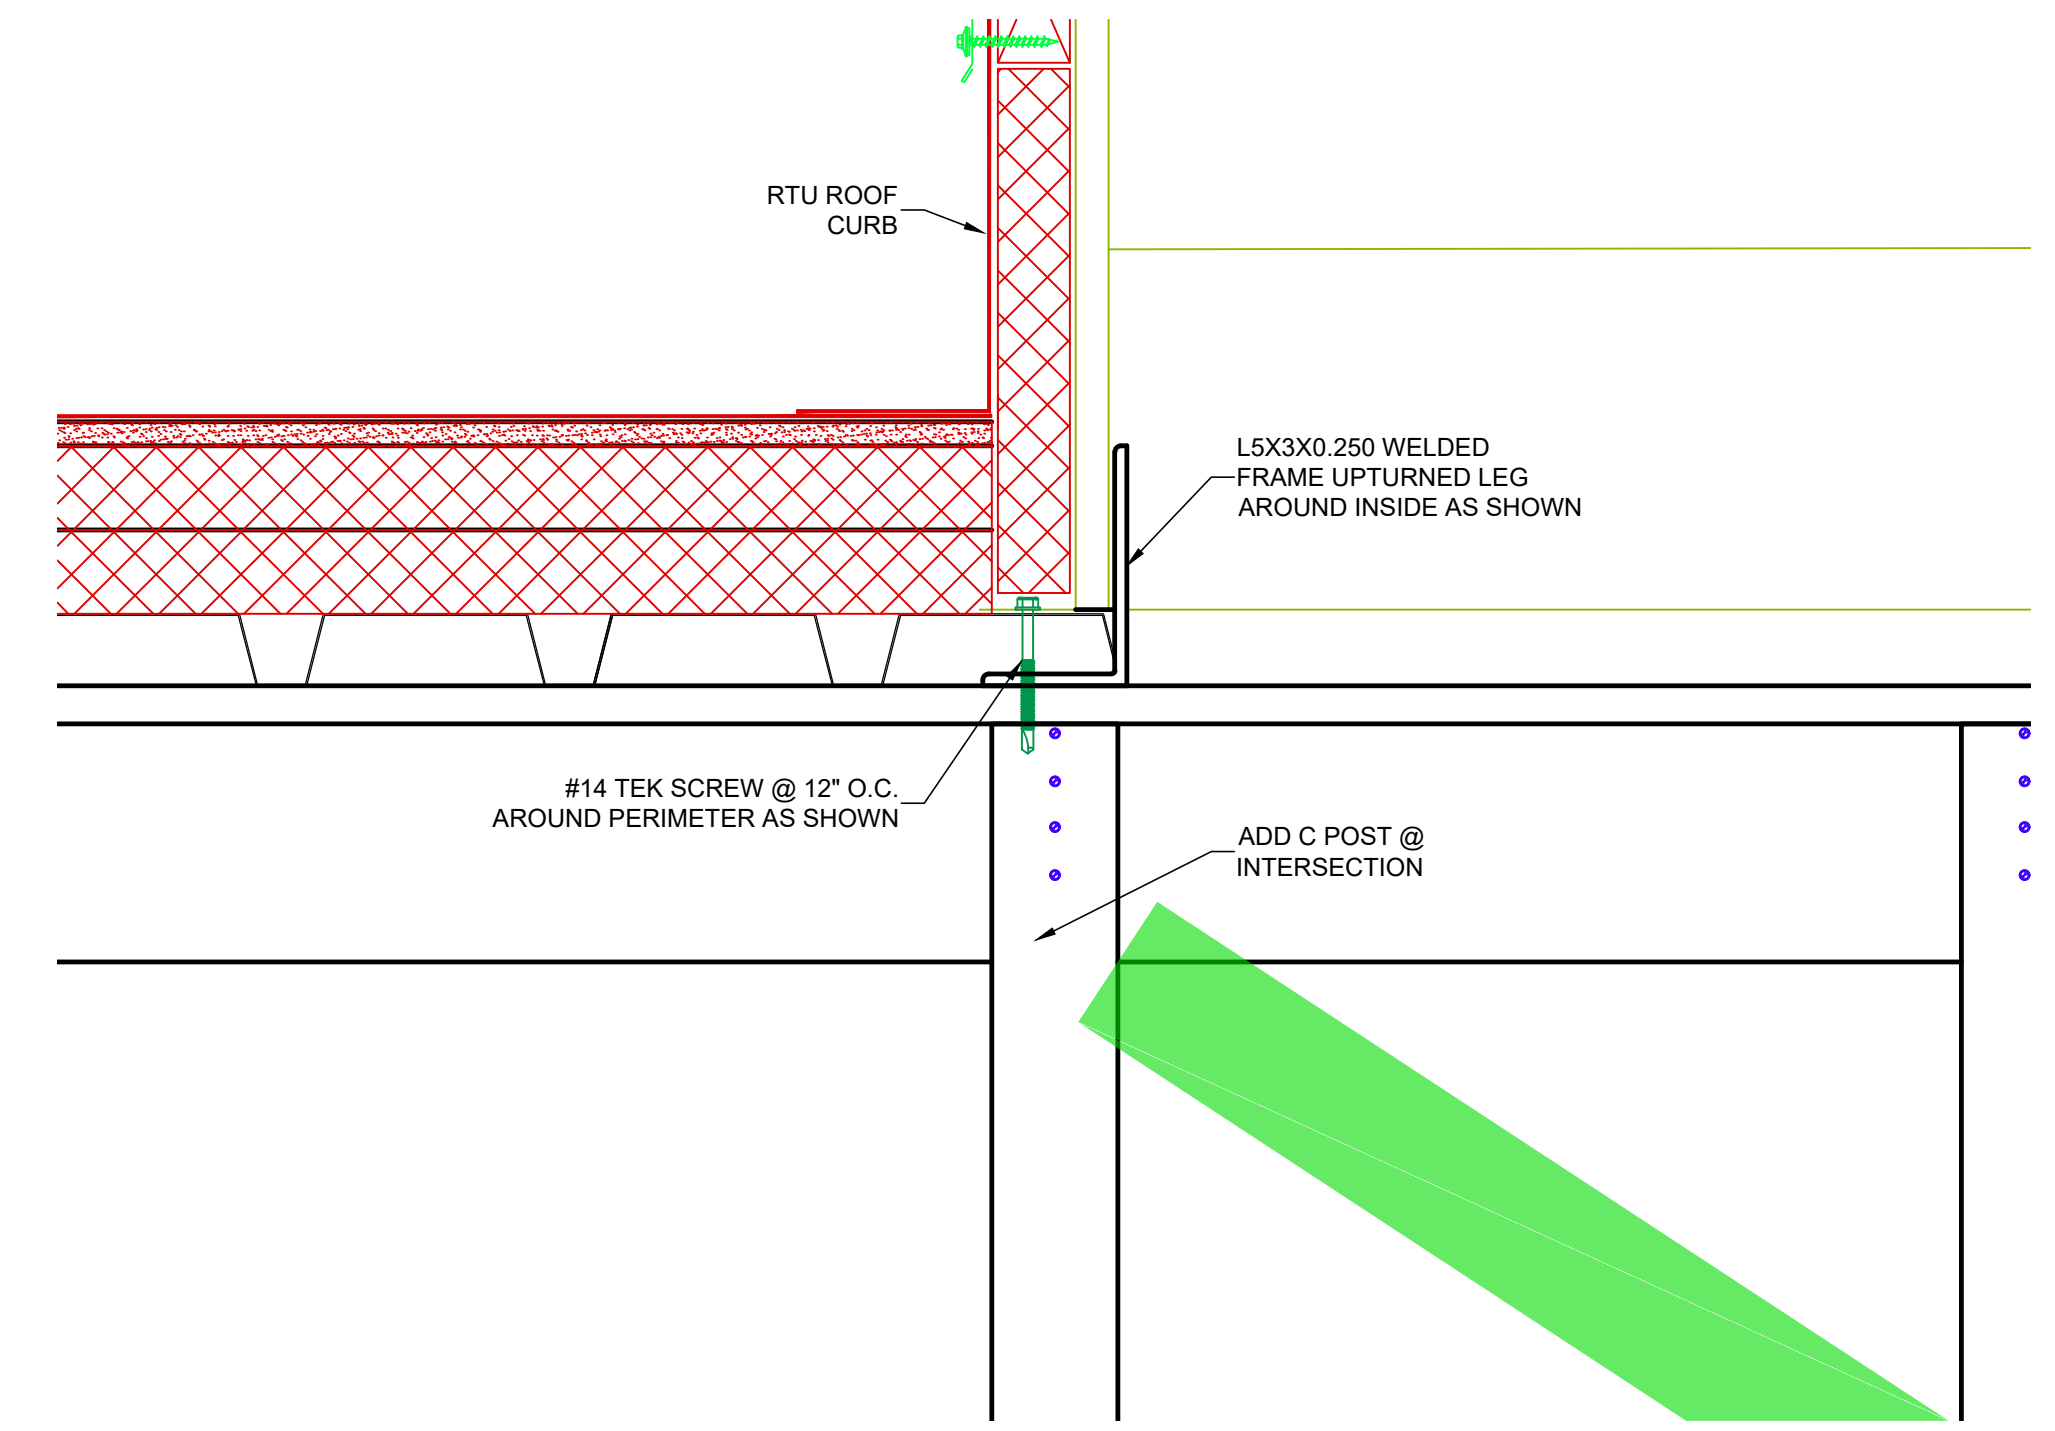 RTU ROOF
CURB
L5X3X0.250 WELDED
FRAME UPTURNED LEG
AROUND INSIDE AS SHOWN
#14 TEK SCREW @ 12" O.C.
AROUND PERIMETER AS SHOWN
ADD C POST @
INTERSECTION